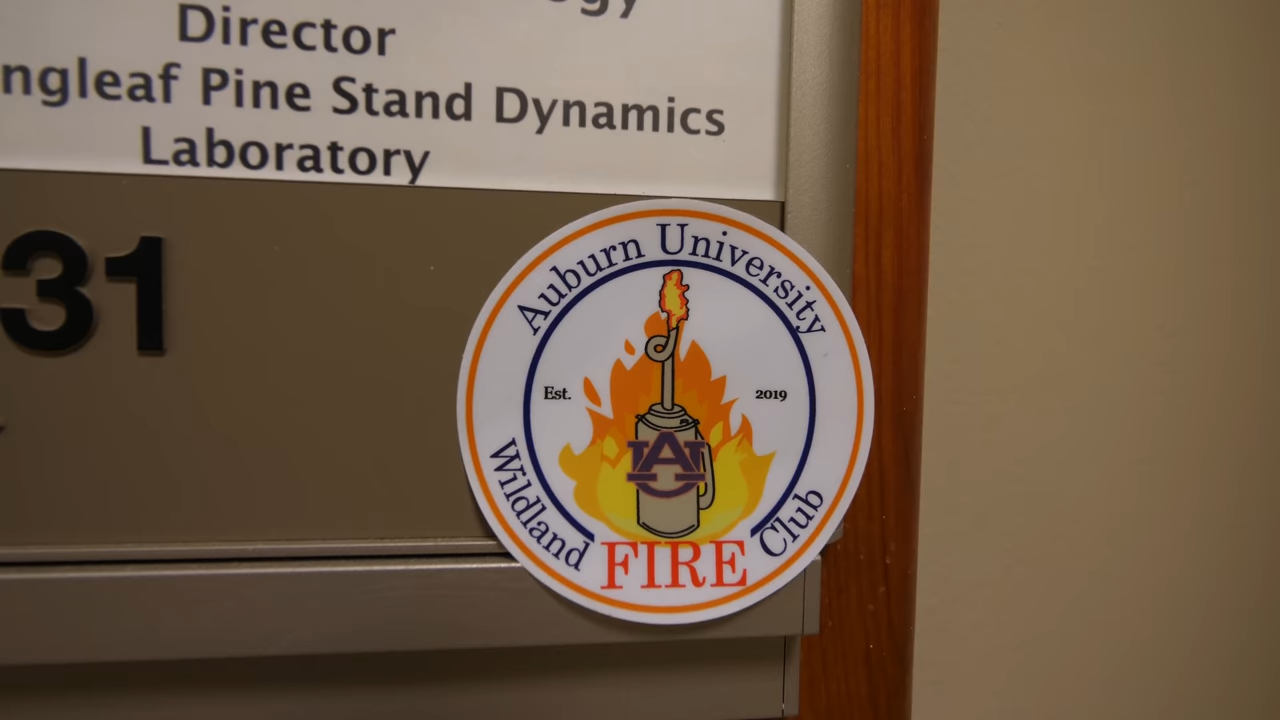 Director
ngleaf Pine Stand Dynamics
Laboratory
31
Auburn University
Est. 2019
AU
Wildland FIRE Club